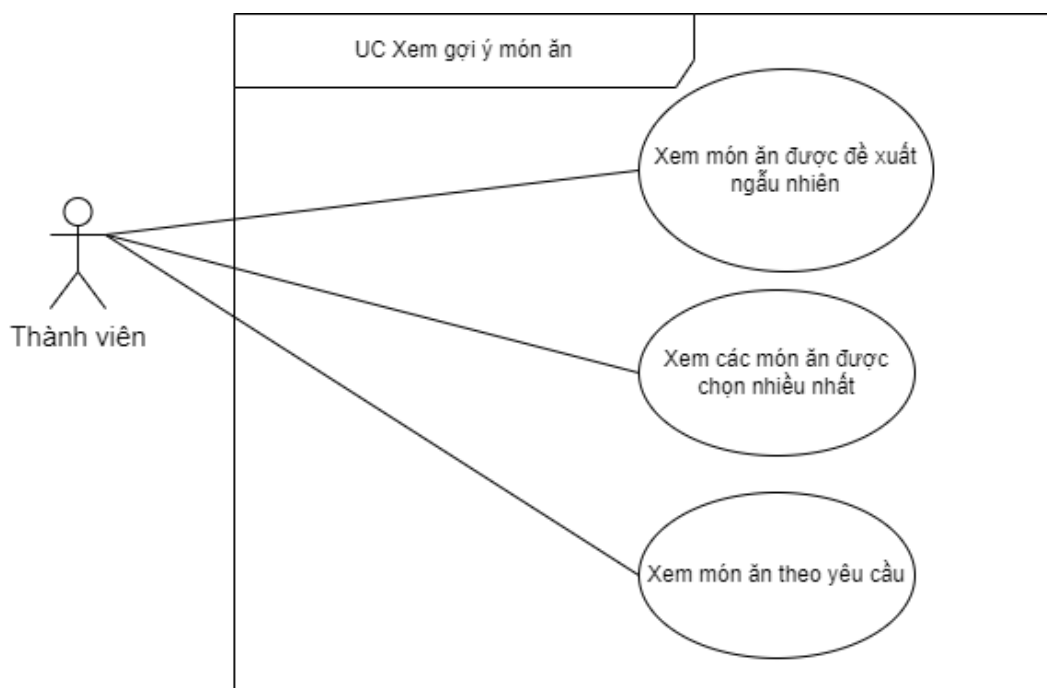 UC Xem gợi ý món ăn
Xem món ăn được đề xuất
ngẫu nhiên
Thành viên
Xem các món ăn được
chọn nhiều nhất
Xem món ăn theo yêu cầu